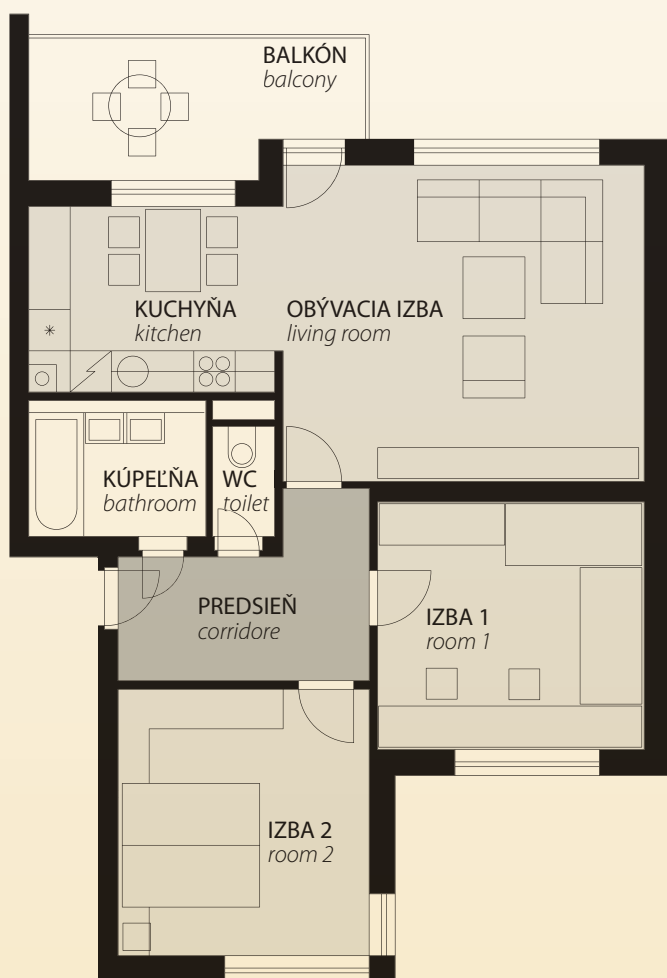 BALKÓN
balcony
KUCHYŇA
kitchen
OBÝVACIA IZBA
living room
KÚPEĽŇA
bathroom
WC
toilet
PREDSIEŇ
corridore
IZBA 1
room 1
IZBA 2
room 2